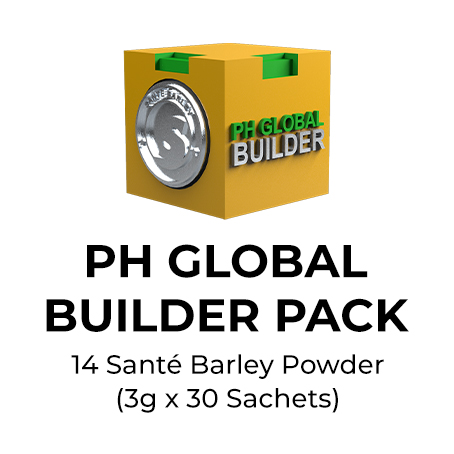 PH GLOBAL
BUILDER
PH GLOBAL
BUILDER PACK
14 Santé Barley Powder
(3g x 30 Sachets)